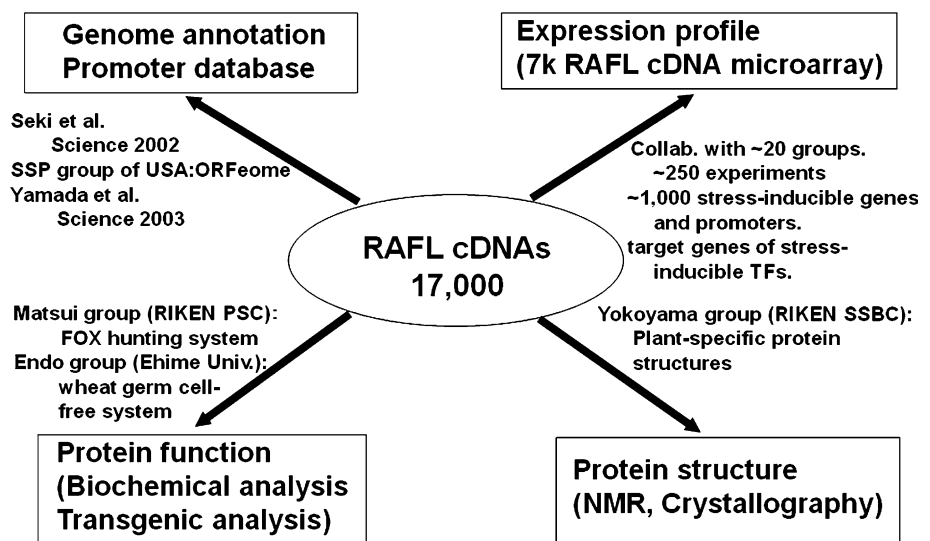 Genome annotation
Promoter database
Expression profile
(7k RAFL cDNA microarray)
Seki et al.
Science 2002
SSP group of USA:ORFeome
Yamada et al.
Science 2003
Collab. with ~20 groups.
~250 experiments
~1,000 stress-inducible genes
and promoters.
target genes of stress-
inducible TFs.
RAFL cDNAs
17,000
Matsui group (RIKEN PSC):
FOX hunting system
Endo group (Ehime Univ.):
wheat germ cell-
free system
Yokoyama group (RIKEN SSBC):
Plant-specific protein
structures
Protein function
(Biochemical analysis
Transgenic analysis)
Protein structure
(NMR, Crystallography)